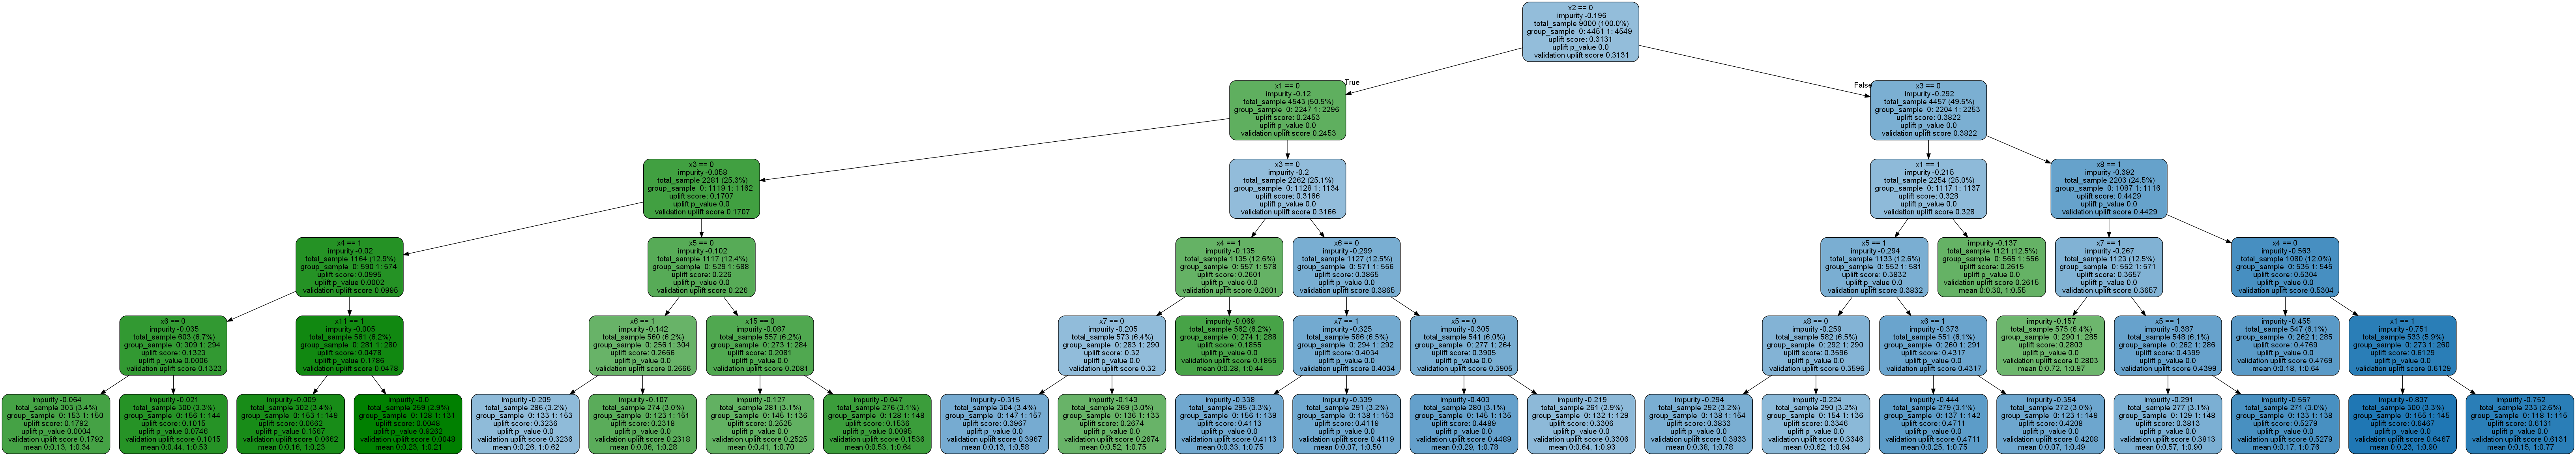 x2 == 0
impurity -0.196
total_sample 9000 (100.0%)
group_sample 0: 4451 1: 4549
uplift score: 0.3131
uplift p_value 0.0
validation uplift score 0.3131
True
False
x1 == 0
impurity -0.12
total_sample 4543 (50.5%)
group_sample 0: 2247 1: 2296
uplift score: 0.2453
uplift p_value 0.0
validation uplift score 0.2453
x3 == 0
impurity -0.292
total_sample 4457 (49.5%)
group_sample 0: 2204 1: 2253
uplift score: 0.3822
uplift p_value 0.0
validation uplift score 0.3822
x3 == 0
impurity -0.058
total_sample 2281 (25.3%)
group_sample 0: 1119 1: 1162
uplift score: 0.1707
uplift p_value 0.0
validation uplift score 0.1707
x3 == 0
impurity -0.2
total_sample 2262 (25.1%)
group_sample 0: 1128 1: 1134
uplift score: 0.3166
uplift p_value 0.0
validation uplift score 0.3166
x1 == 1
impurity -0.215
total_sample 2254 (25.0%)
group_sample 0: 1117 1: 1137
uplift score: 0.328
uplift p_value 0.0
validation uplift score 0.328
x8 == 1
impurity -0.392
total_sample 2203 (24.5%)
group_sample 0: 1087 1: 1116
uplift score: 0.4429
uplift p_value 0.0
validation uplift score 0.4429
x4 == 1
impurity -0.02
total_sample 1164 (12.9%)
group_sample 0: 590 1: 574
uplift score: 0.0995
uplift p_value 0.0002
validation uplift score 0.0995
x5 == 0
impurity -0.102
total_sample 1117 (12.4%)
group_sample 0: 529 1: 588
uplift score: 0.226
uplift p_value 0.0
validation uplift score 0.226
x4 == 1
impurity -0.135
total_sample 1135 (12.6%)
group_sample 0: 557 1: 578
uplift score: 0.2601
uplift p_value 0.0
validation uplift score 0.2601
x6 == 0
impurity -0.299
total_sample 1127 (12.5%)
group_sample 0: 571 1: 556
uplift score: 0.3865
uplift p_value 0.0
validation uplift score 0.3865
x5 == 1
impurity -0.294
total_sample 1133 (12.6%)
group_sample 0: 552 1: 581
uplift score: 0.3832
uplift p_value 0.0
validation uplift score 0.3832
impurity -0.137
total_sample 1121 (12.5%)
group_sample 0: 565 1: 556
uplift score: 0.2615
uplift p_value 0.0
validation uplift score 0.2615
mean 0:0.30, 1:0.55
x7 == 1
impurity -0.267
total_sample 1123 (12.5%)
group_sample 0: 552 1: 571
uplift score: 0.3657
uplift p_value 0.0
validation uplift score 0.3657
x4 == 0
impurity -0.563
total_sample 1080 (12.0%)
group_sample 0: 535 1: 545
uplift score: 0.5304
uplift p_value 0.0
validation uplift score 0.5304
x6 == 0
impurity -0.035
total_sample 603 (6.7%)
group_sample 0: 309 1: 294
uplift score: 0.1323
uplift p_value 0.0006
validation uplift score 0.1323
x11 == 1
impurity -0.005
total_sample 561 (6.2%)
group_sample 0: 281 1: 280
uplift score: 0.0478
uplift p_value 0.1786
validation uplift score 0.0478
x6 == 1
impurity -0.142
total_sample 560 (6.2%)
group_sample 0: 256 1: 304
uplift score: 0.2666
uplift p_value 0.0
validation uplift score 0.2666
x15 == 0
impurity -0.087
total_sample 557 (6.2%)
group_sample 0: 273 1: 284
uplift score: 0.2081
uplift p_value 0.0
validation uplift score 0.2081
x7 == 0
impurity -0.205
total_sample 573 (6.4%)
group_sample 0: 283 1: 290
uplift score: 0.32
uplift p_value 0.0
validation uplift score 0.32
impurity -0.069
total_sample 562 (6.2%)
group_sample 0: 274 1: 288
uplift score: 0.1855
uplift p_value 0.0
validation uplift score 0.1855
mean 0:0.28, 1:0.44
x7 == 1
impurity -0.325
total_sample 586 (6.5%)
group_sample 0: 294 1: 292
uplift score: 0.4034
uplift p_value 0.0
validation uplift score 0.4034
x5 == 0
impurity -0.305
total_sample 541 (6.0%)
group_sample 0: 277 1: 264
uplift score: 0.3905
uplift p_value 0.0
validation uplift score 0.3905
x8 == 0
impurity -0.259
total_sample 582 (6.5%)
group_sample 0: 292 1: 290
uplift score: 0.3596
uplift p_value 0.0
validation uplift score 0.3596
x6 == 1
impurity -0.373
total_sample 551 (6.1%)
group_sample 0: 260 1: 291
uplift score: 0.4317
uplift p_value 0.0
validation uplift score 0.4317
impurity -0.157
total_sample 575 (6.4%)
group_sample 0: 290 1: 285
uplift score: 0.2803
uplift p_value 0.0
validation uplift score 0.2803
mean 0:0.72, 1:0.97
x5 == 1
impurity -0.387
total_sample 548 (6.1%)
group_sample 0: 262 1: 286
uplift score: 0.4399
uplift p_value 0.0
validation uplift score 0.4399
impurity -0.455
total_sample 547 (6.1%)
group_sample 0: 262 1: 285
uplift score: 0.4769
uplift p_value 0.0
validation uplift score 0.4769
mean 0:0.18, 1:0.64
x1 == 1
impurity -0.751
total_sample 533 (5.9%)
group_sample 0: 273 1: 260
uplift score: 0.6129
uplift p_value 0.0
validation uplift score 0.6129
impurity -0.064
total_sample 303 (3.4%)
group_sample 0: 153 1: 150
uplift score: 0.1792
uplift p_value 0.0004
validation uplift score 0.1792
mean 0:0.13, 1:0.34
impurity -0.021
total_sample 300 (3.3%)
group_sample 0: 156 1: 144
uplift score: 0.1015
uplift p_value 0.0746
validation uplift score 0.1015
mean 0:0.44, 1:0.53
impurity -0.009
total_sample 302 (3.4%)
group_sample 0: 153 1: 149
uplift score: 0.0662
uplift p_value 0.1567
validation uplift score 0.0662
mean 0:0.16, 1:0.23
impurity -0.0
total_sample 259 (2.9%)
group_sample 0: 128 1: 131
uplift score: 0.0048
uplift p_value 0.9262
validation uplift score 0.0048
mean 0:0.23, 1:0.21
impurity -0.209
total_sample 286 (3.2%)
group_sample 0: 133 1: 153
uplift score: 0.3236
uplift p_value 0.0
validation uplift score 0.3236
mean 0:0.26, 1:0.62
impurity -0.107
total_sample 274 (3.0%)
group_sample 0: 123 1: 151
uplift score: 0.2318
uplift p_value 0.0
validation uplift score 0.2318
mean 0:0.06, 1:0.28
impurity -0.127
total_sample 281 (3.1%)
group_sample 0: 145 1: 136
uplift score: 0.2525
uplift p_value 0.0
validation uplift score 0.2525
mean 0:0.41, 1:0.70
impurity -0.047
total_sample 276 (3.1%)
group_sample 0: 128 1: 148
uplift score: 0.1536
uplift p_value 0.0095
validation uplift score 0.1536
mean 0:0.53, 1:0.64
impurity -0.315
total_sample 304 (3.4%)
group_sample 0: 147 1: 157
uplift score: 0.3967
uplift p_value 0.0
validation uplift score 0.3967
mean 0:0.13, 1:0.58
impurity -0.143
total_sample 269 (3.0%)
group_sample 0: 136 1: 133
uplift score: 0.2674
uplift p_value 0.0
validation uplift score 0.2674
mean 0:0.52, 1:0.75
impurity -0.338
total_sample 295 (3.3%)
group_sample 0: 156 1: 139
uplift score: 0.4113
uplift p_value 0.0
validation uplift score 0.4113
mean 0:0.33, 1:0.75
impurity -0.339
total_sample 291 (3.2%)
group_sample 0: 138 1: 153
uplift score: 0.4119
uplift p_value 0.0
validation uplift score 0.4119
mean 0:0.07, 1:0.50
impurity -0.403
total_sample 280 (3.1%)
group_sample 0: 145 1: 135
uplift score: 0.4489
uplift p_value 0.0
validation uplift score 0.4489
mean 0:0.29, 1:0.78
impurity -0.219
total_sample 261 (2.9%)
group_sample 0: 132 1: 129
uplift score: 0.3306
uplift p_value 0.0
validation uplift score 0.3306
mean 0:0.64, 1:0.93
impurity -0.294
total_sample 292 (3.2%)
group_sample 0: 138 1: 154
uplift score: 0.3833
uplift p_value 0.0
validation uplift score 0.3833
mean 0:0.38, 1:0.78
impurity -0.224
total_sample 290 (3.2%)
group_sample 0: 154 1: 136
uplift score: 0.3346
uplift p_value 0.0
validation uplift score 0.3346
mean 0:0.62, 1:0.94
impurity -0.444
total_sample 279 (3.1%)
group_sample 0: 137 1: 142
uplift score: 0.4711
uplift p_value 0.0
validation uplift score 0.4711
mean 0:0.25, 1:0.75
impurity -0.354
total_sample 272 (3.0%)
group_sample 0: 123 1: 149
uplift score: 0.4208
uplift p_value 0.0
validation uplift score 0.4208
mean 0:0.07, 1:0.49
impurity -0.291
total_sample 277 (3.1%)
group_sample 0: 129 1: 148
uplift score: 0.3813
uplift p_value 0.0
validation uplift score 0.3813
mean 0:0.57, 1:0.90
impurity -0.557
total_sample 271 (3.0%)
group_sample 0: 133 1: 138
uplift score: 0.5279
uplift p_value 0.0
validation uplift score 0.5279
mean 0:0.17, 1:0.76
impurity -0.837
total_sample 300 (3.3%)
group_sample 0: 155 1: 145
uplift score: 0.6467
uplift p_value 0.0
validation uplift score 0.6467
mean 0:0.23, 1:0.90
impurity -0.752
total_sample 233 (2.6%)
group_sample 0: 118 1: 115
uplift score: 0.6131
uplift p_value 0.0
validation uplift score 0.6131
mean 0:0.15, 1:0.77